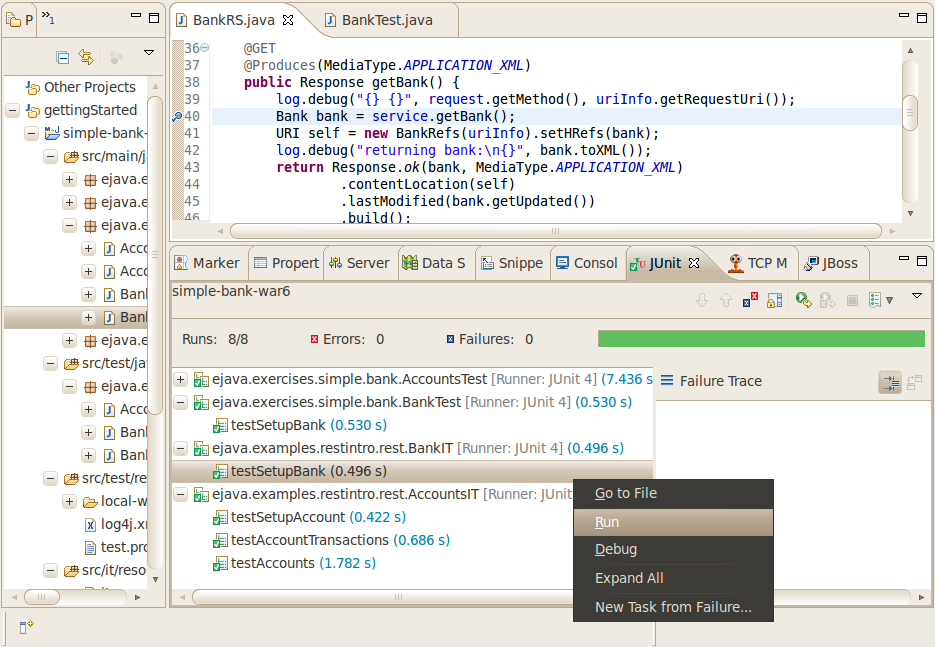 P
»1
BankRS.java
BankTest.java
Other Projects
gettingStarted
simple-bank-
src/main/j
ejava.e
ejava.e
ejava.e
Acco
Acco
Ban
Ban
ejava.e
src/test/jav
ejava.e
Acco
Ban
Ban
src/test/re
local-w
log4j.xn
test.pro
src/it/reso
36 @GET
37 @Produces(MediaType.APPLICATION_XML)
38 public Response getBank() {
39 log.debug("{} {}", request.getMethod(), uriInfo.getRequestUri());
40 Bank bank = service.getBank();
41 URI self = new BankRefs(uriInfo).setHRefs(bank);
42 log.debug("returning bank:\n{}", bank.toXML());
43 return Response.ok(bank, MediaType.APPLICATION_XML)
44 .contentLocation(self)
45 .lastModified(bank.getUpdated())
46 .build();
Marker
Propert
Server
Data S
Snippe
Consol
JUnit
TCP M
JBoss
simple-bank-war6
Runs: 8/8
Errors: 0
Failures: 0
ejava.exercises.simple.bank.AccountsTest [Runner: JUnit 4] (7.436 s
ejava.exercises.simple.bank.BankTest [Runner: JUnit 4] (0.530 s)
testSetupBank (0.530 s)
ejava.examples.restintro.rest.BankIT [Runner: JUnit 4] (0.496 s)
testSetupBank (0.496 s)
ejava.examples.restintro.rest.AccountsIT [Runner: JUnit
testSetupAccount (0.422 s)
testAccountTransactions (0.686 s)
testAccounts (1.782 s)
Failure Trace
Go to File
Run
Debug
Expand All
New Task from Failure...